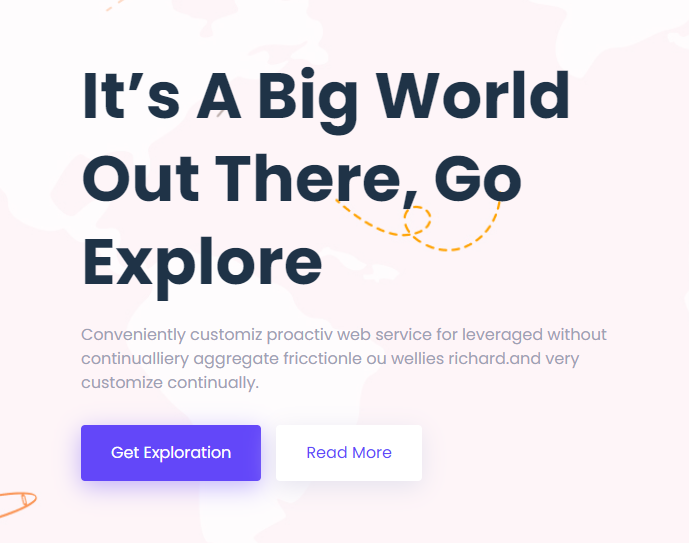 It’s A Big World
Out There, Go
Explore
Conveniently customiz proactiv web service for leveraged without
continualliery aggregate fricctionle ou wellies richard.and very
customize continually.
Get Exploration
Read More